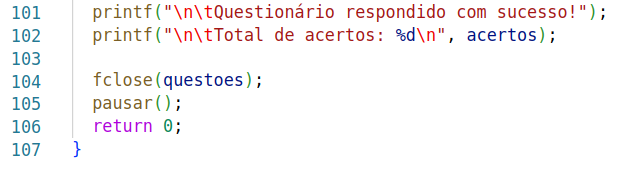 101 printf("\n\tQuestionário respondido com sucesso!");
102 printf("\n\tTotal de acertos: %d\n", acertos);
103
104 fclose(questoes);
105 pausar();
106 return 0;
107 }